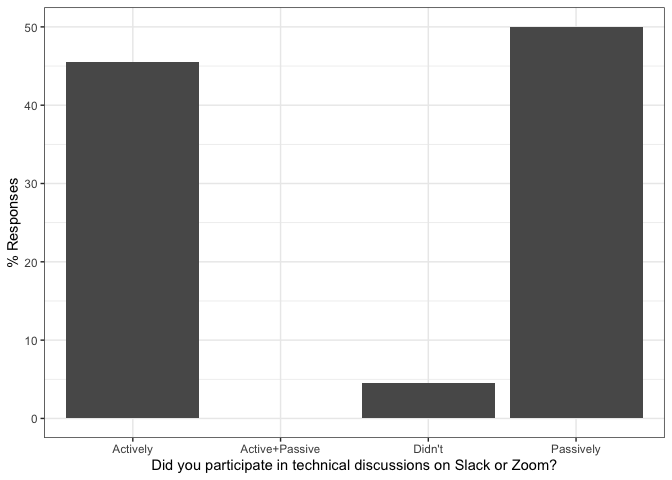 50
40
30
20
10
0
% Responses
Actively Active+Passive Didn't Passively
Did you participate in technical discussions on Slack or Zoom?